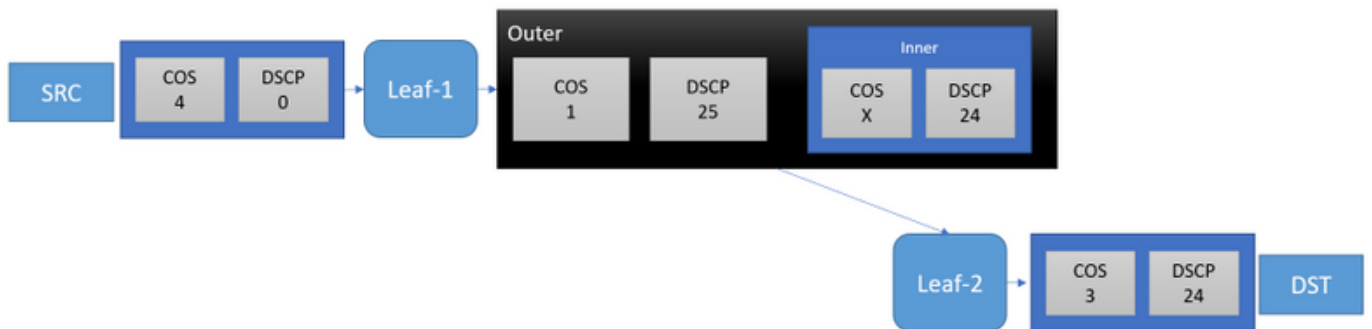 SRC
COS
4
DSCP
0
Leaf-1
Outer
COS
1
DSCP
25
Inner
COS
X
DSCP
24
Leaf-2
COS
3
DSCP
24
DST